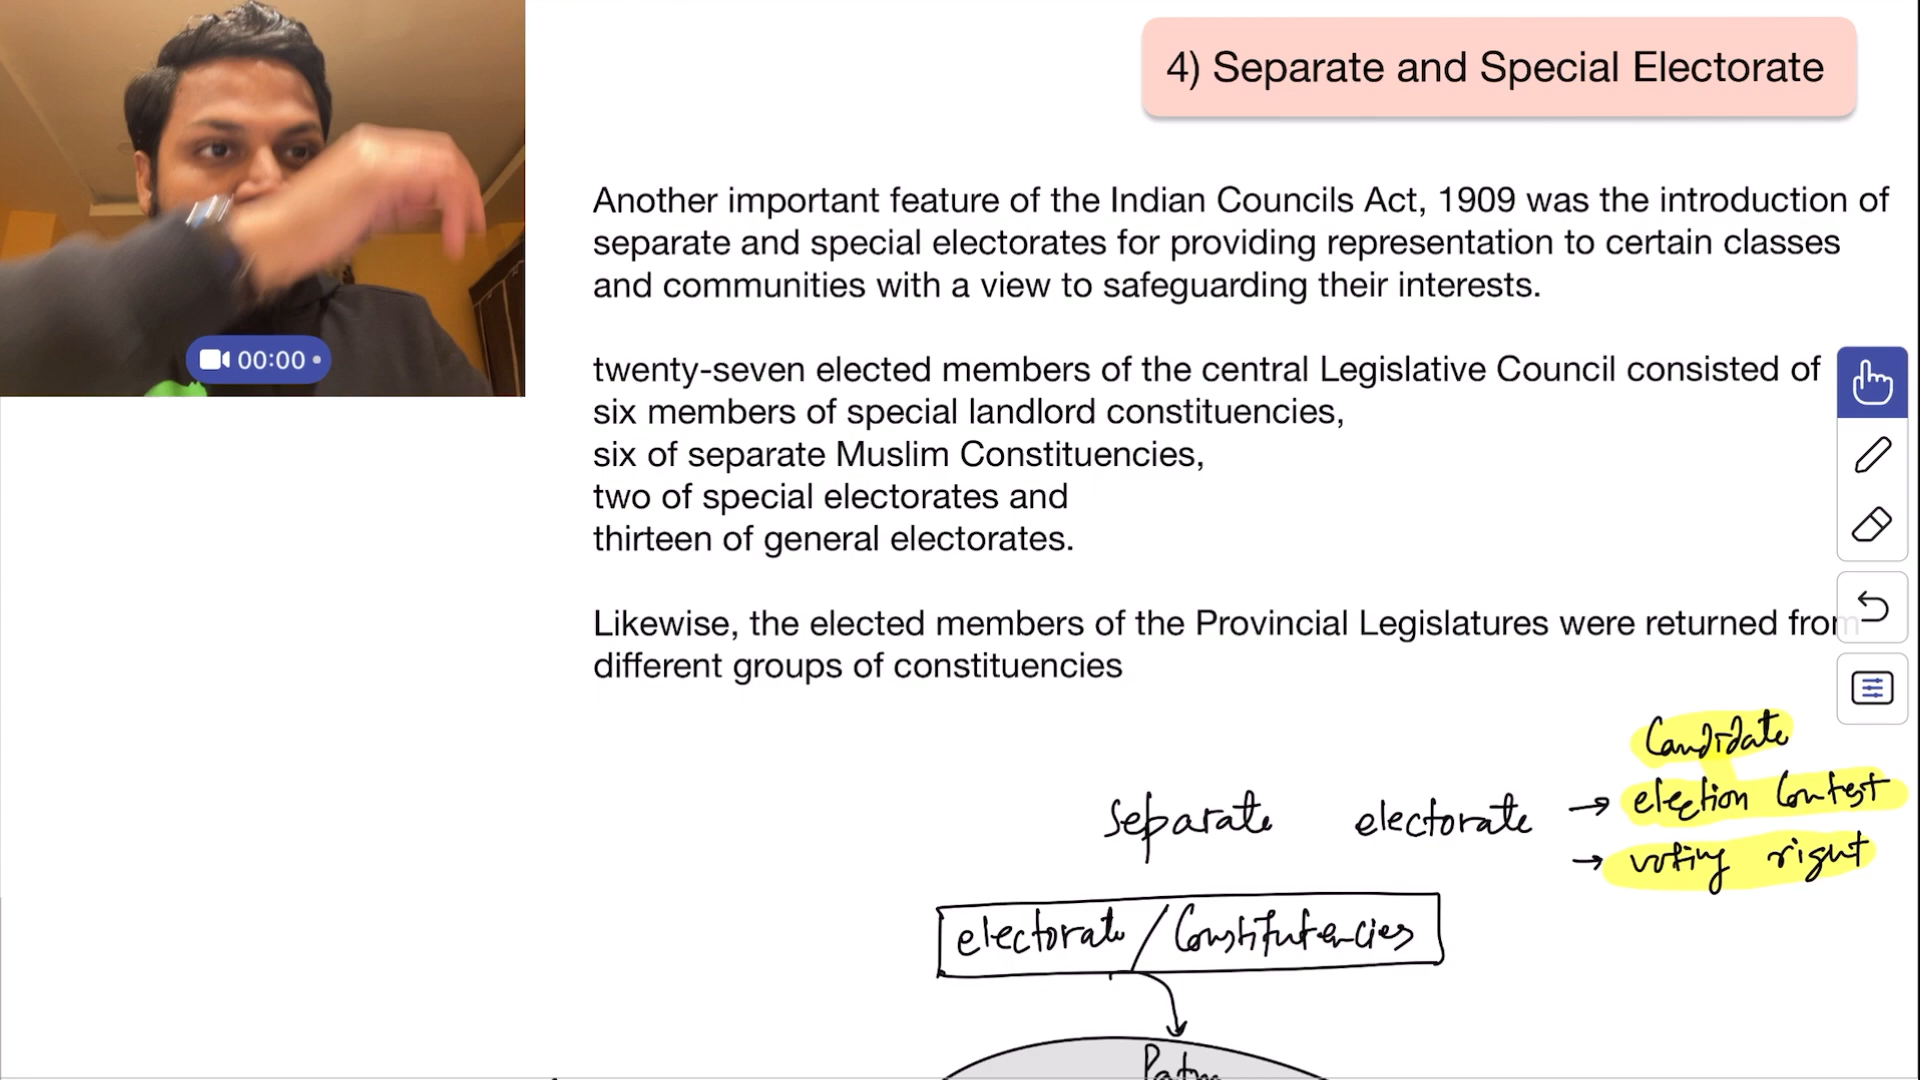 4) Separate and Special Electorate
Another important feature of the Indian Councils Act, 1909 was the introduction of
separate and special electorates for providing representation to certain classes
and communities with a view to safeguarding their interests.
00:00
twenty-seven elected members of the central Legislative Council consisted of
six members of special landlord constituencies,
six of separate Muslim Constituencies,
two of special electorates and
thirteen of general electorates.
Likewise, the elected members of the Provincial Legislatures were returned from
different groups of constituencies
Candidate
Separate electorate → election Contest
→ voting right
electorate / Constitutencies